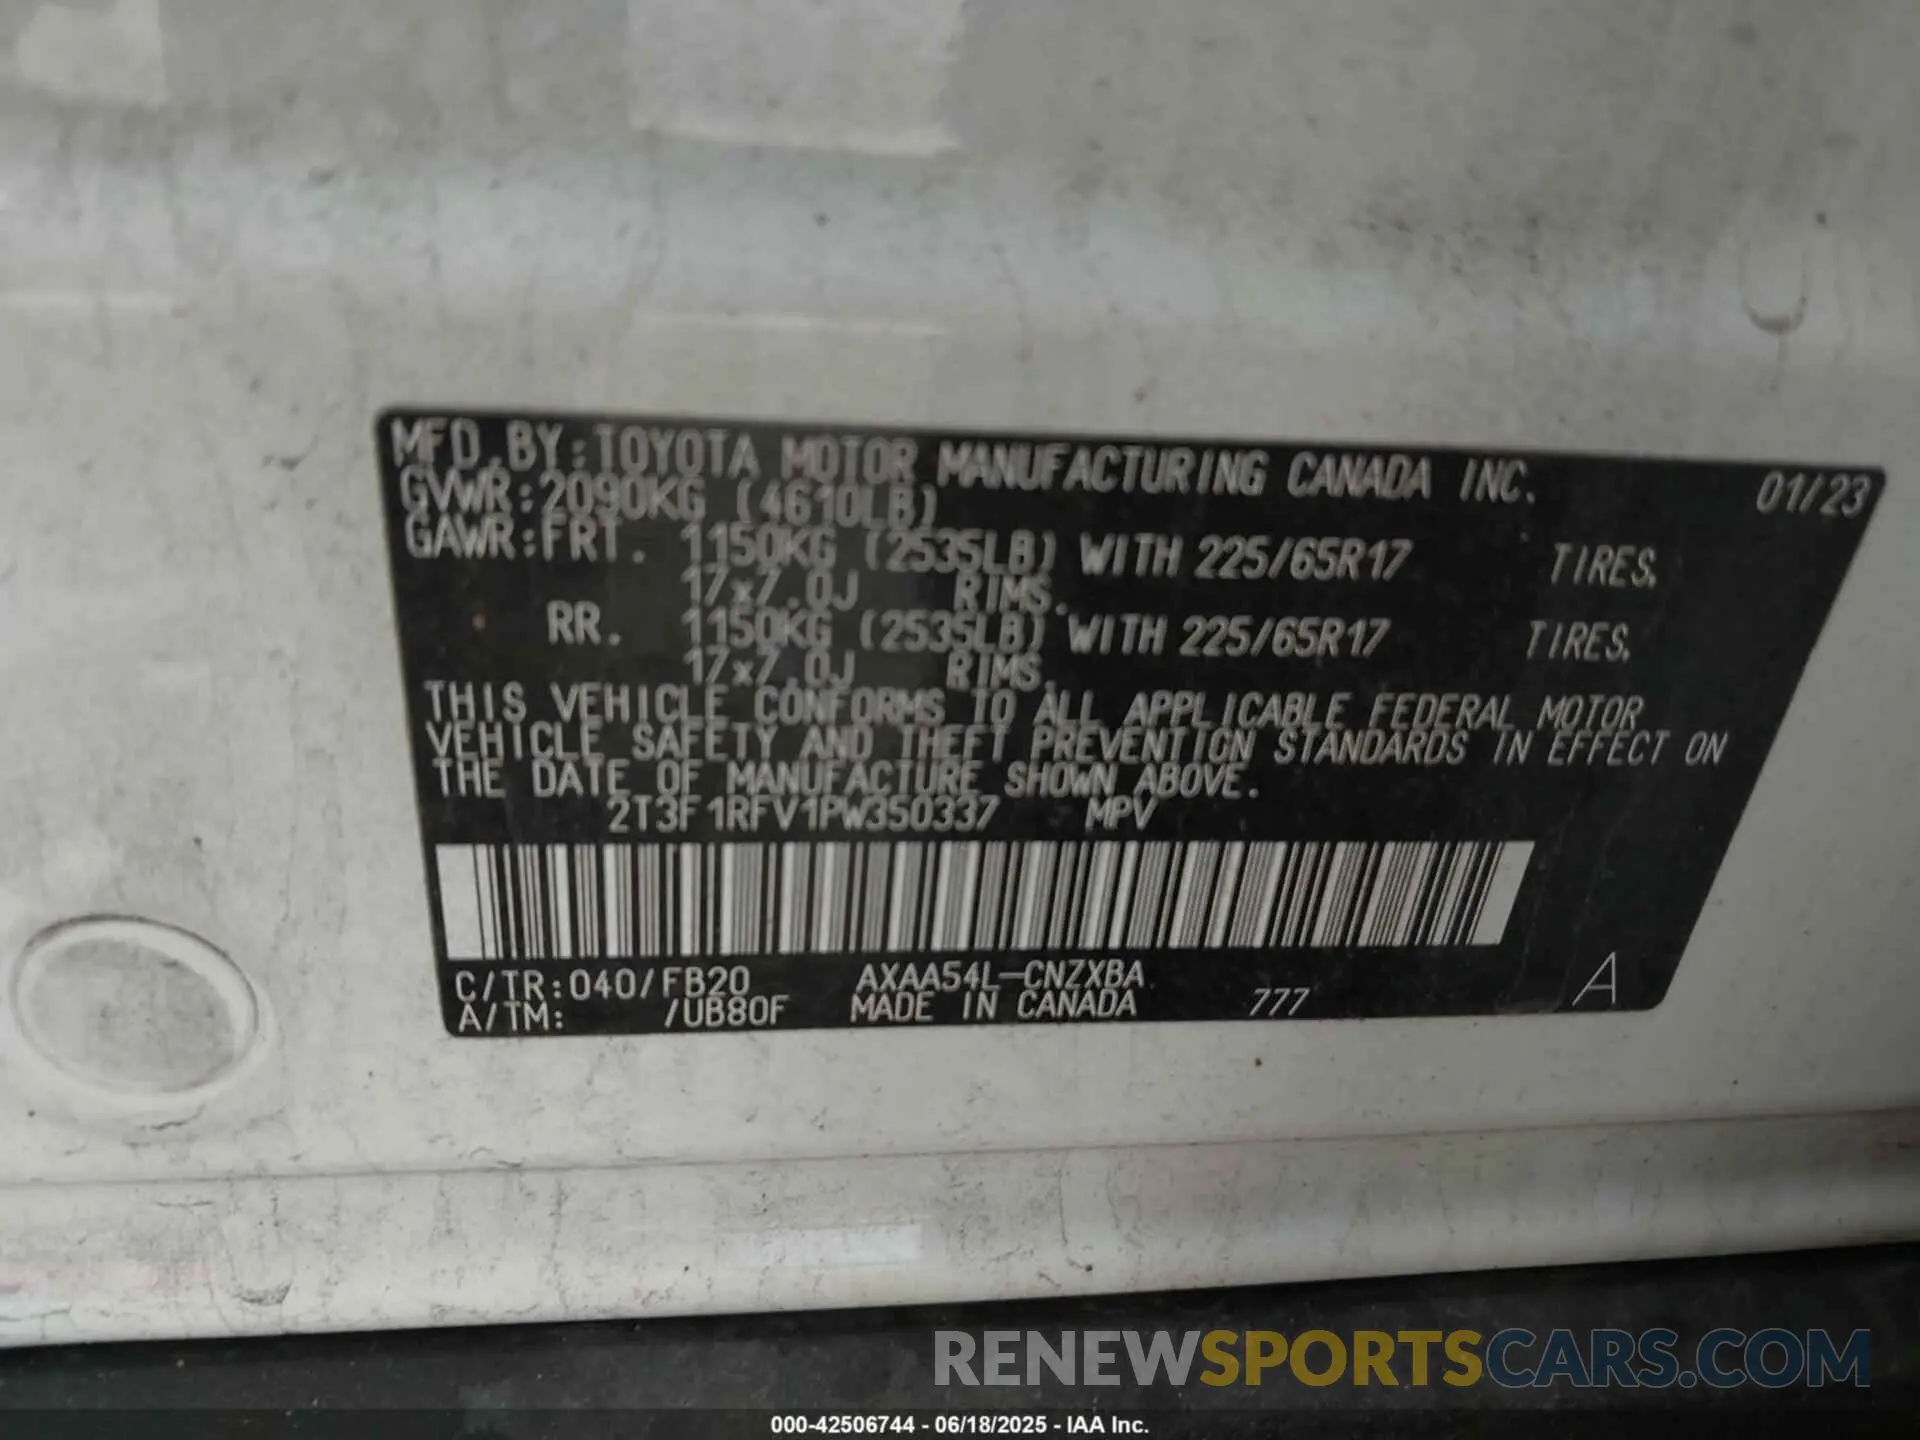 MFD.BY:TOYOTA MOTOR MANUFACTURING CANADA INC. 01/23
GVWR:2090KG (4610LB)
GAWR:FRT. 1150KG (2535LB) WITH 225/65R17 TIRES.
17x7.0J RIMS.
RR. 1150KG (2535LB) WITH 225/65R17 TIRES.
17x7.0J RIMS.
THIS VEHICLE CONFORMS TO ALL APPLICABLE FEDERAL MOTOR
VEHICLE SAFETY AND THEFT PREVENTION STANDARDS IN EFFECT ON
THE DATE OF MANUFACTURE SHOWN ABOVE.
2T3F1RFV1PW350337 MPV
C/TR:040/FB20 AXAA54L-CNZXBA
A/TM: /UB80F MADE IN CANADA 777 A
RENEWSPORTSCARS.COM
000-42506744 - 06/18/2025 - IAA Inc.